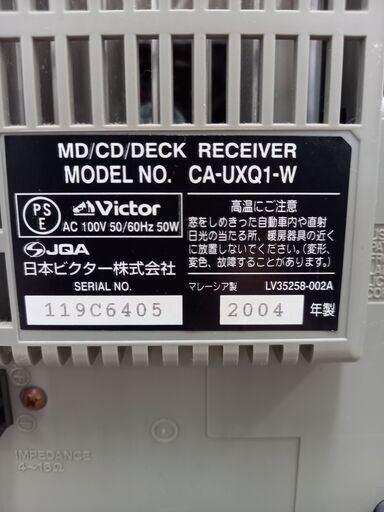 MD/CD/DECK RECEIVER
MODEL NO. CA-UXQ1-W
PS
E
Victor
AC 100V 50/60Hz 50W
JQA
日本ビクター株式会社
高温にご注意
窓をしめきった自動車内や直射
日光の当たる所、暖房器具の近く
に放置しないでください。(変形、
変色、故障することがあります。)
SERIAL NO.
マレーシア製
LV35258-002A
119C6405
2004 年製
IMPEDANCE
4~16Ω